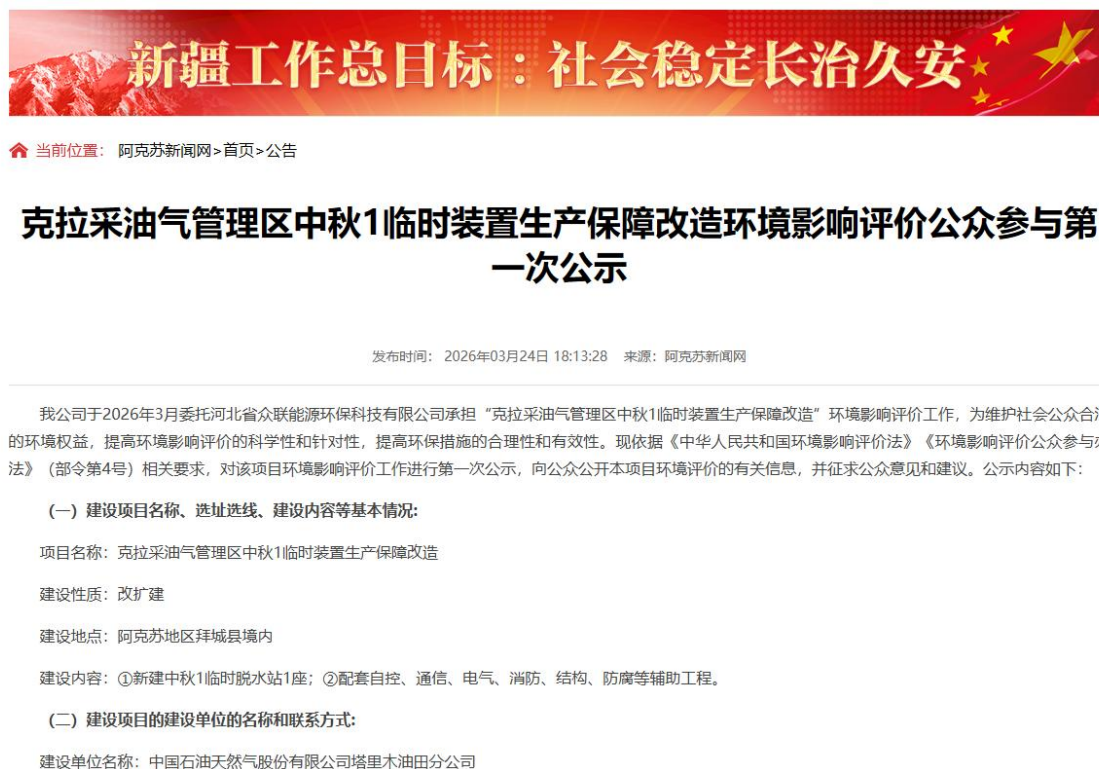 新疆工作总目标：社会稳定长治久安
当前位置： 阿克苏新闻网>首页>公告
克拉采油气管理区中秋1临时装置生产保障改造环境影响评价公众参与第
一次公示
发布时间： 2026年03月24日 18:13:28 来源：阿克苏新闻网
我公司于2026年3月委托河北省众联能源环保科技有限公司承担“克拉采油气管理区中秋1临时装置生产保障改造”环境影响评价工作，为维护社会公众合
的环境权益，提高环境影响评价的科学性和针对性，提高环保措施的合理性和有效性。现依据《中华人民共和国环境影响评价法》《环境影响评价公众参与
法》（部令第4号）相关要求，对该项目环境影响评价工作进行第一次公示，向公众公开本项目环境评价的有关信息，并征求公众意见和建议。公示内容如下：
（一）建设项目名称、选址选线、建设内容等基本情况:
项目名称：克拉采油气管理区中秋1临时装置生产保障改造
建设性质：改扩建
建设地点：阿克苏地区拜城县境内
建设内容：①新建中秋1临时脱水站1座；②配套自控、通信、电气、消防、结构、防腐等辅助工程。
（二）建设项目的建设单位的名称和联系方式:
建设单位名称：中国石油天然气股份有限公司塔里木油田分公司